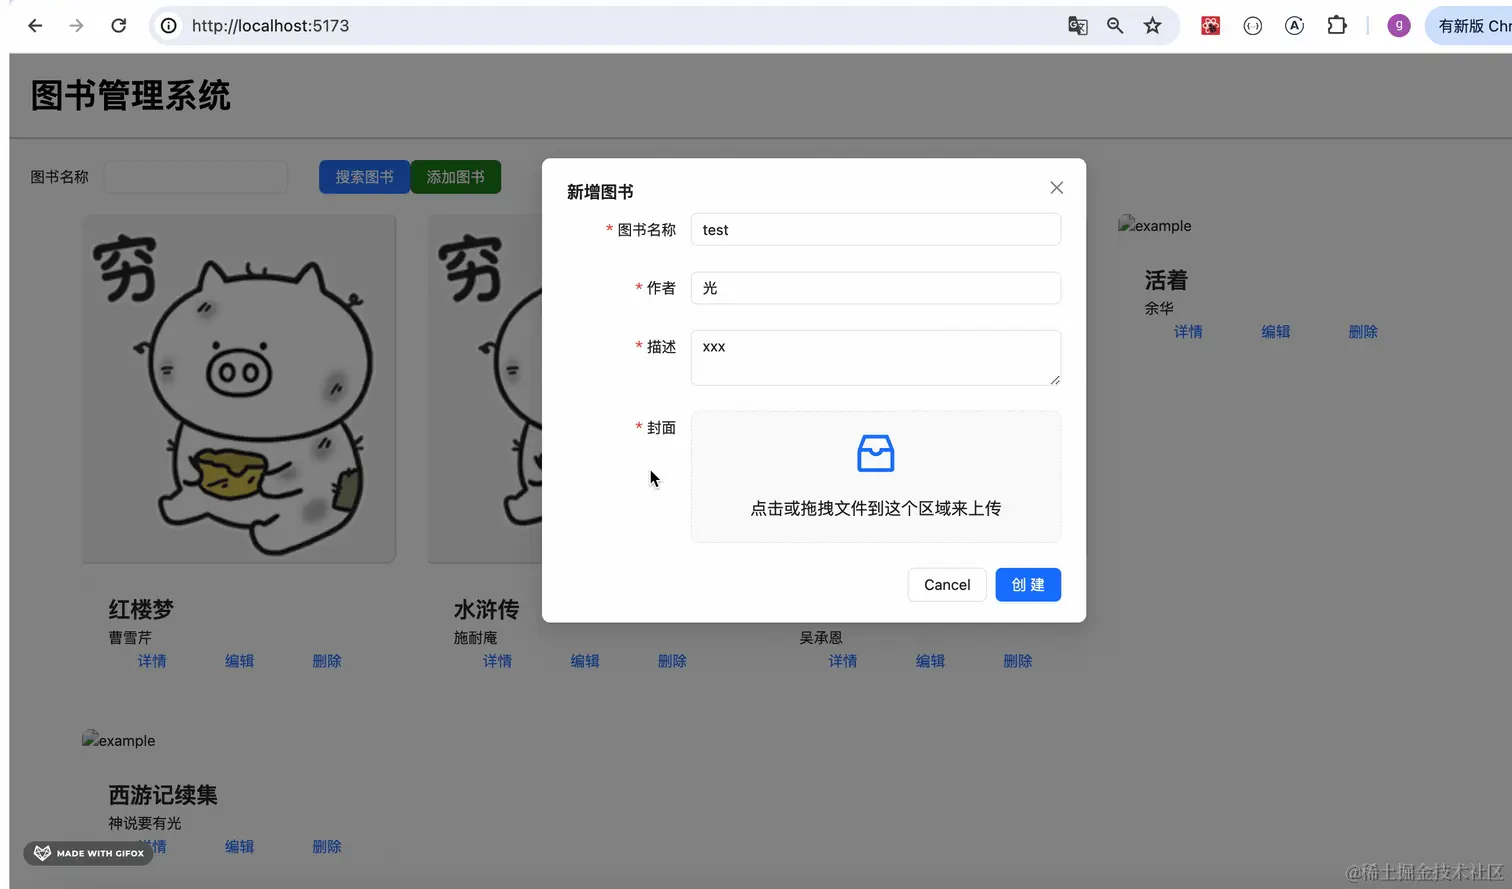 http://localhost:5173
g
有新版 Chr
图书管理系统
图书名称
搜索图书
添加图书
新增图书
* 图书名称
test
* 作者
光
* 描述
xxx
* 封面
点击或拖拽文件到这个区域来上传
Cancel
创 建
穷
穷
example
活着
余华
详情 编辑 删除
红楼梦
曹雪芹
详情 编辑 删除
水浒传
施耐庵
详情 编辑 删除
吴承恩
详情 编辑 删除
example
西游记续集
神说要有光
情 编辑 删除
MADE WITH GIFOX
@稀土掘金技术社区